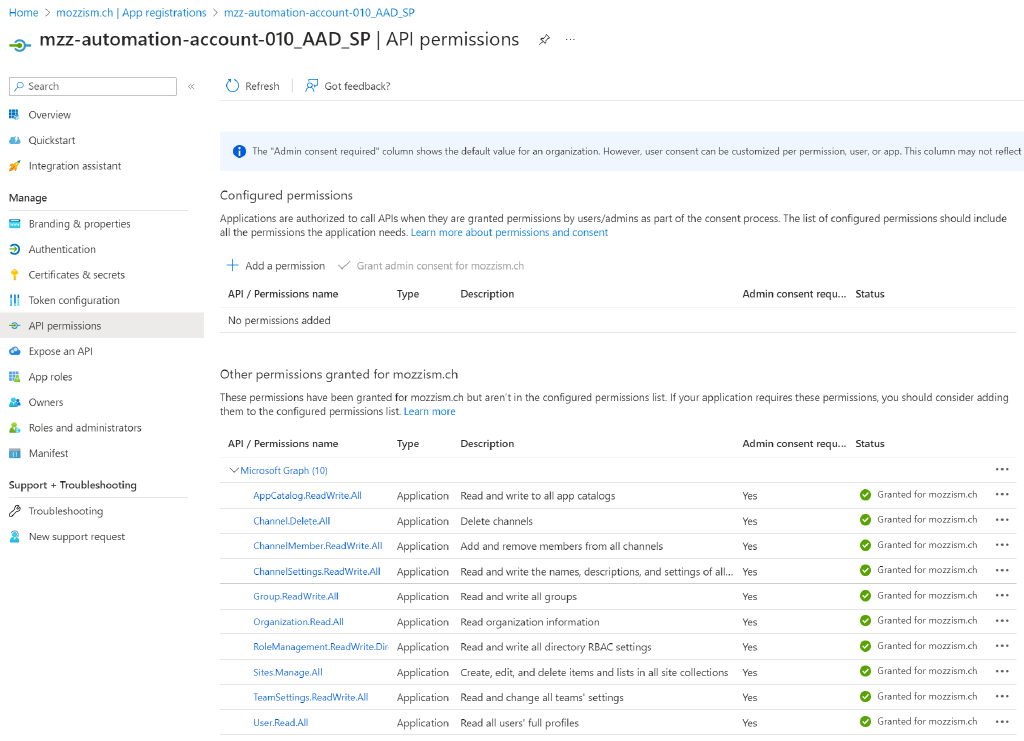 Home > mozzism.ch | App registrations > mzz-automation-account-010_AAD_SP
mzz-automation-account-010_AAD_SP | API permissions ...
Search «
Refresh Got feedback?
Overview
Quickstart
Integration assistant
Manage
Branding & properties
Authentication
Certificates & secrets
Token configuration
API permissions
Expose an API
App roles
Owners
Roles and administrators
Manifest
Support + Troubleshooting
Troubleshooting
New support request
The "Admin consent required" column shows the default value for an organization. However, user consent can be customized per permission, user, or app. This column may not reflect
Configured permissions
Applications are authorized to call APIs when they are granted permissions by users/admins as part of the consent process. The list of configured permissions should include
all the permissions the application needs. Learn more about permissions and consent
Add a permission Grant admin consent for mozzism.ch
API / Permissions name Type Description Admin consent requ... Status
No permissions added
Other permissions granted for mozzism.ch
These permissions have been granted for mozzism.ch but aren't in the configured permissions list. If your application requires these permissions, you should consider adding
them to the configured permissions list. Learn more
API / Permissions name Type Description Admin consent requ... Status
Microsoft Graph (10) ...
AppCatalog.ReadWrite.All Application Read and write to all app catalogs Yes Granted for mozzism.ch ...
Channel.Delete.All Application Delete channels Yes Granted for mozzism.ch ...
ChannelMember.ReadWrite.All Application Add and remove members from all channels Yes Granted for mozzism.ch ...
ChannelSettings.ReadWrite.All Application Read and write the names, descriptions, and settings of all... Yes Granted for mozzism.ch ...
Group.ReadWrite.All Application Read and write all groups Yes Granted for mozzism.ch ...
Organization.Read.All Application Read organization information Yes Granted for mozzism.ch ...
RoleManagement.ReadWrite.Dir Application Read and write all directory RBAC settings Yes Granted for mozzism.ch ...
Sites.Manage.All Application Create, edit, and delete items and lists in all site collections Yes Granted for mozzism.ch ...
TeamSettings.ReadWrite.All Application Read and change all teams' settings Yes Granted for mozzism.ch ...
User.Read.All Application Read all users' full profiles Yes Granted for mozzism.ch ...